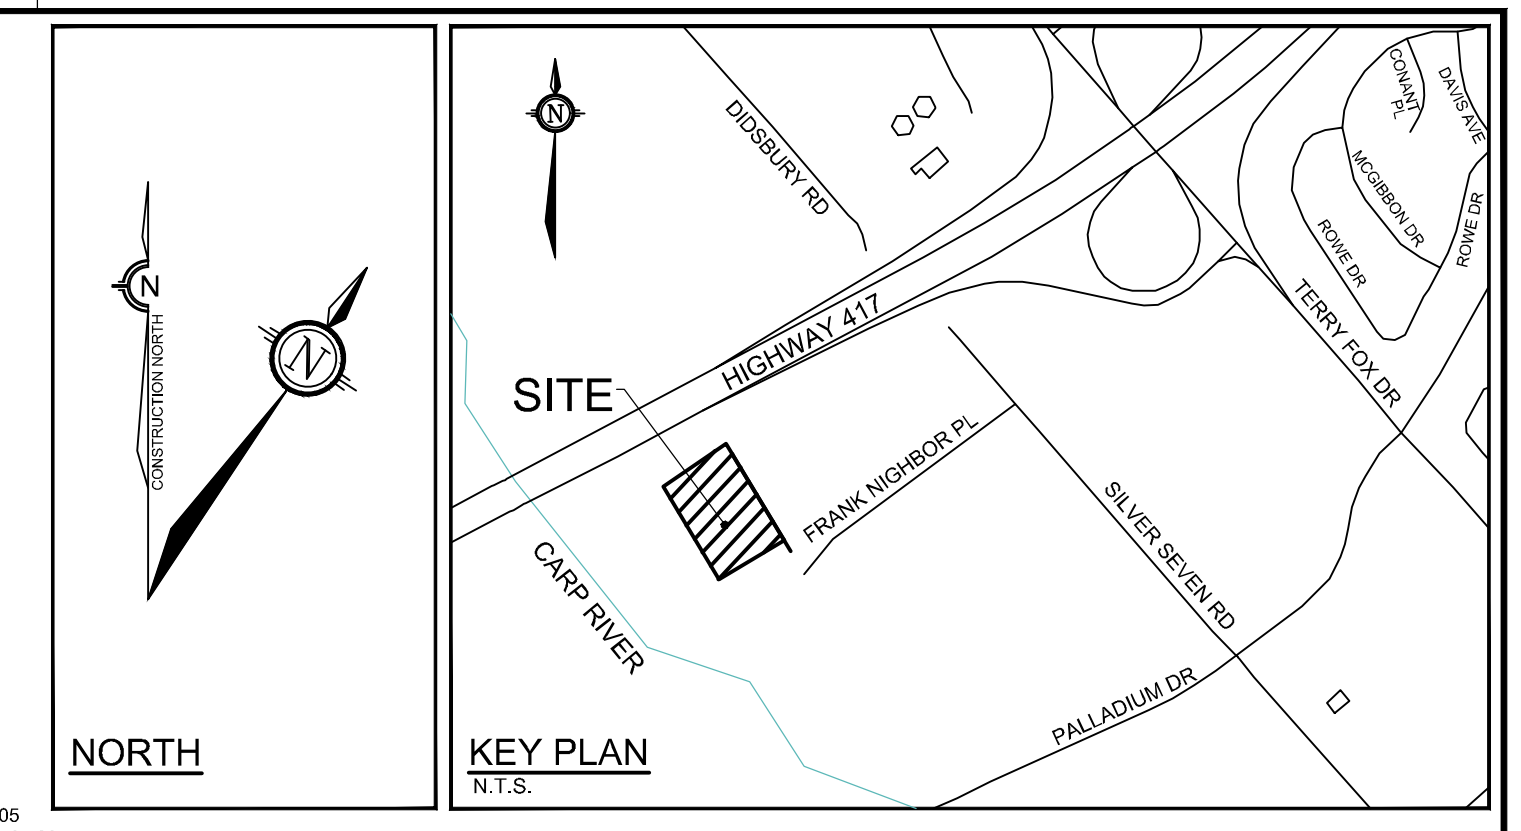 N
CONSTRUCTION NORTH
N
NORTH
N
DIDSBURY RD
CONANT
PL
DAVIS AVE
MCGIBBON DR
ROWE DR
ROWE DR
TERRY FOX DR
HIGHWAY 417
SITE
FRANK NIGHBOR PL
SILVER SEVEN RD
CARP RIVER
PALLADIUM DR
KEY PLAN
N.T.S.
05